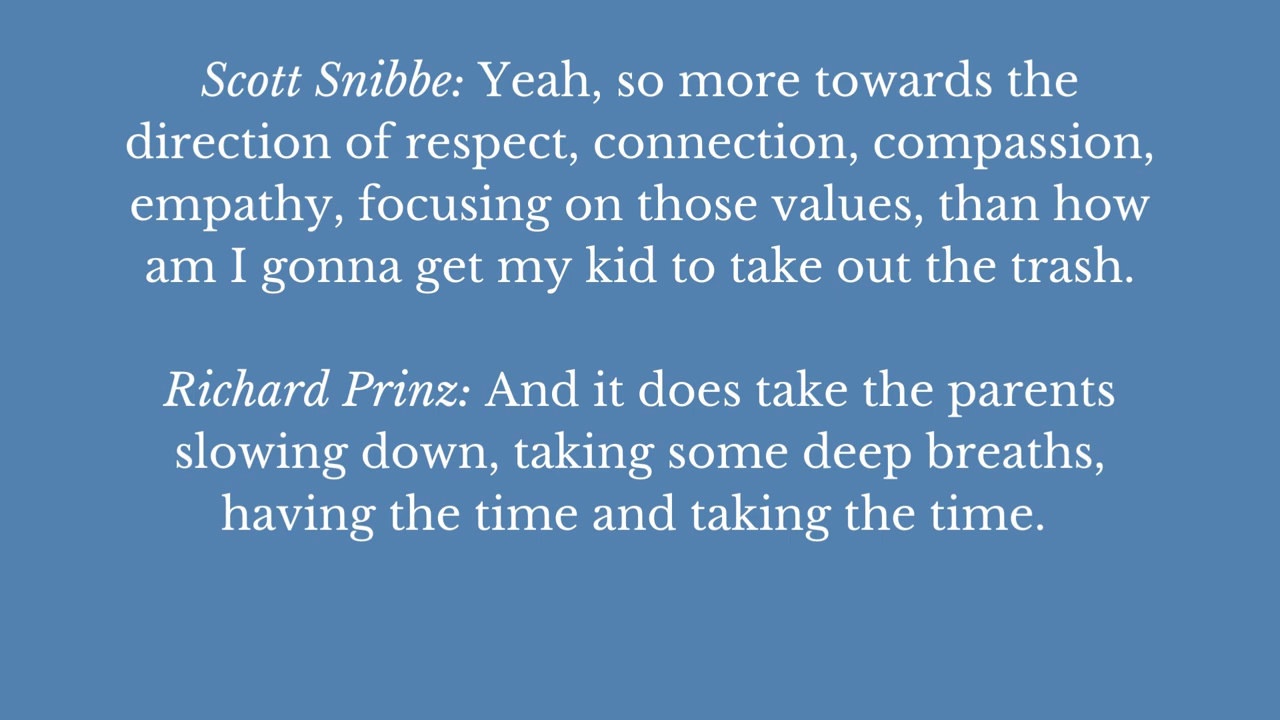 Scott Snibbe: Yeah, so more towards the
direction of respect, connection, compassion,
empathy, focusing on those values, than how
am I gonna get my kid to take out the trash.
Richard Prinz: And it does take the parents
slowing down, taking some deep breaths,
having the time and taking the time.